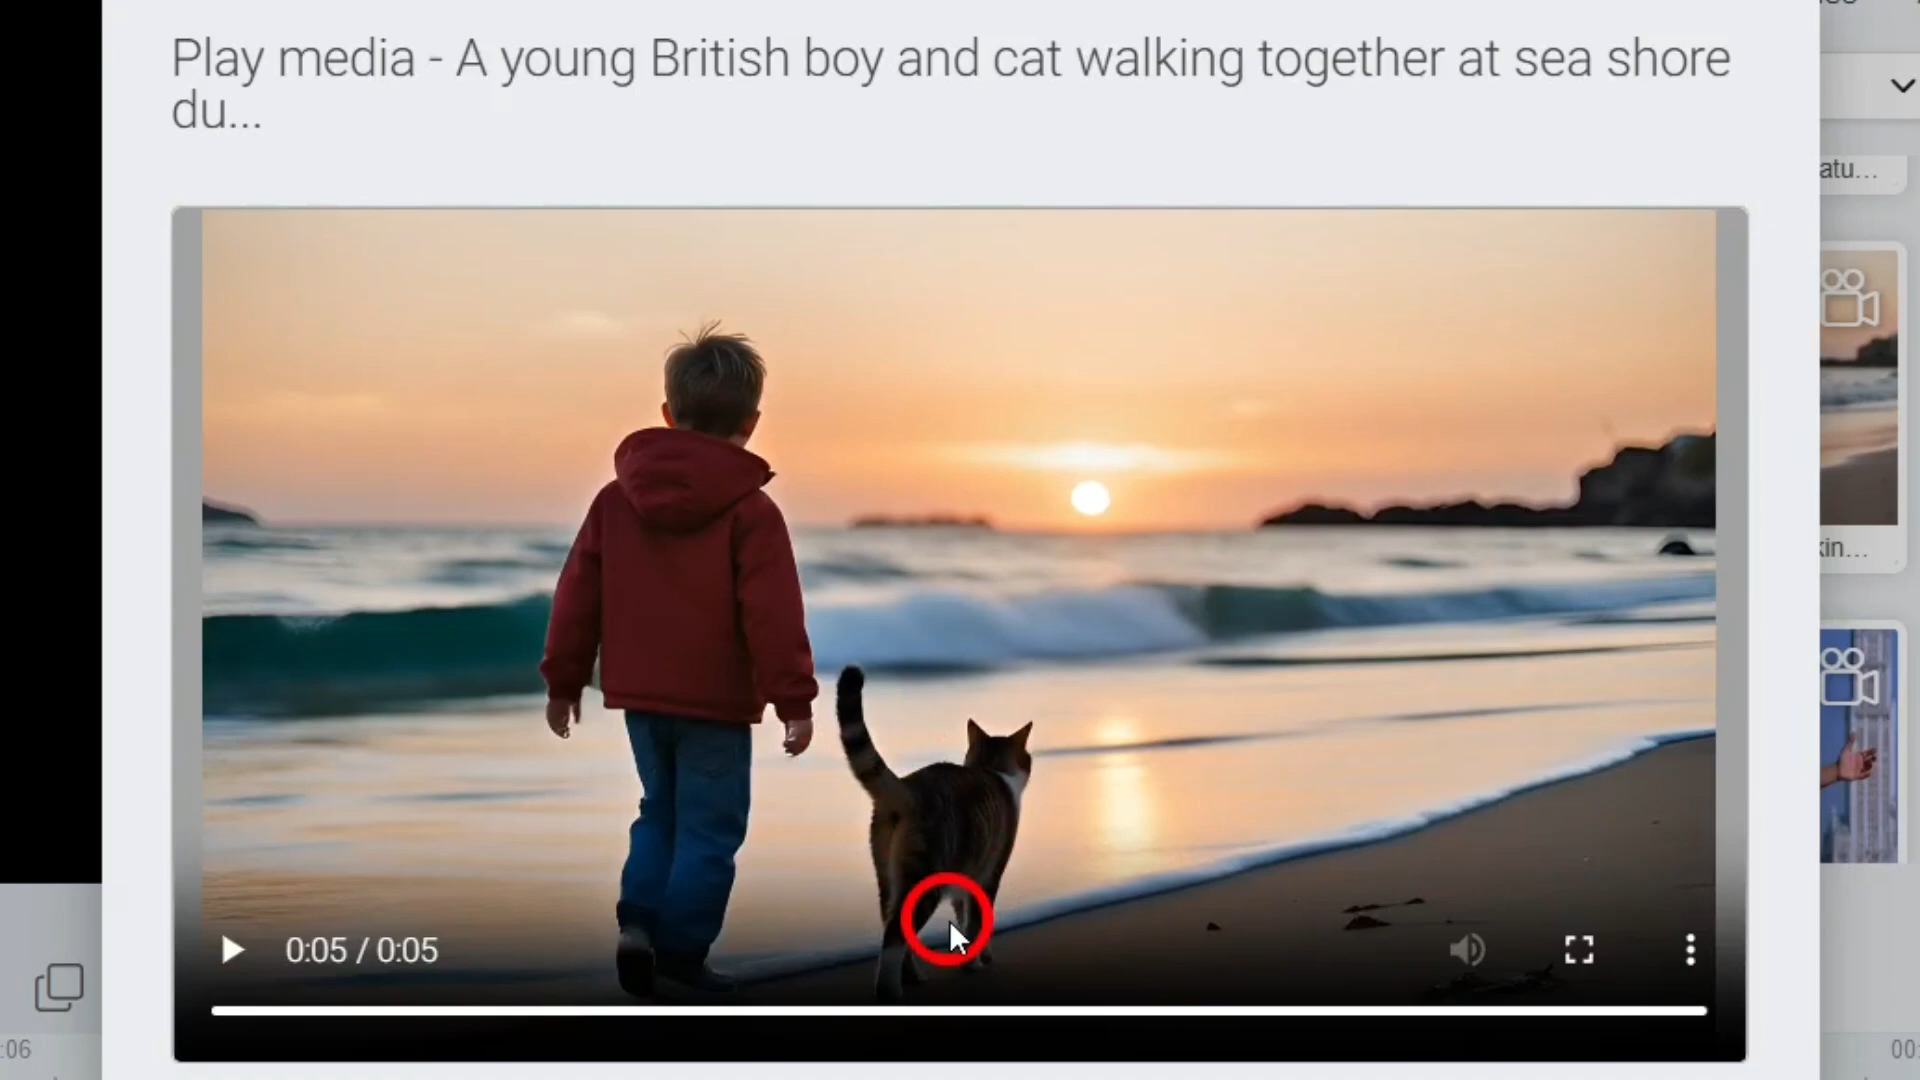 Play media - A young British boy and cat walking together at sea shore
du...
atu...
kin...
0:05 / 0:05
:06
00: